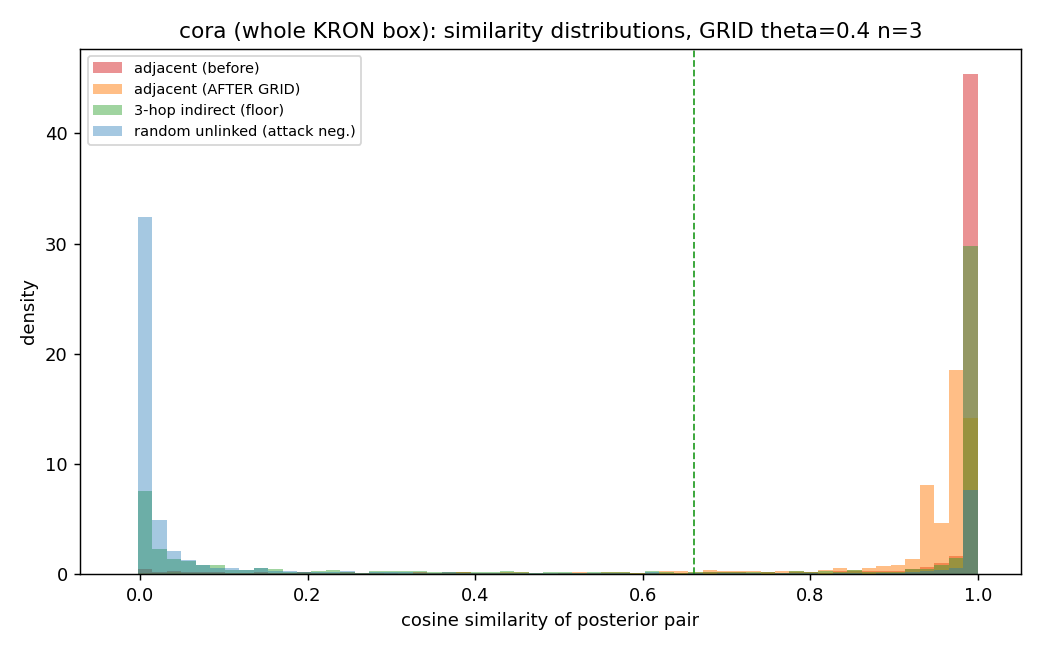 cora (whole KRON box): similarity distributions, GRID theta=0.4 n=3
adjacent (before)
adjacent (AFTER GRID)
3-hop indirect (floor)
random unlinked (attack neg.)
density
40
30
20
10
0
0.0 0.2 0.4 0.6 0.8 1.0
cosine similarity of posterior pair